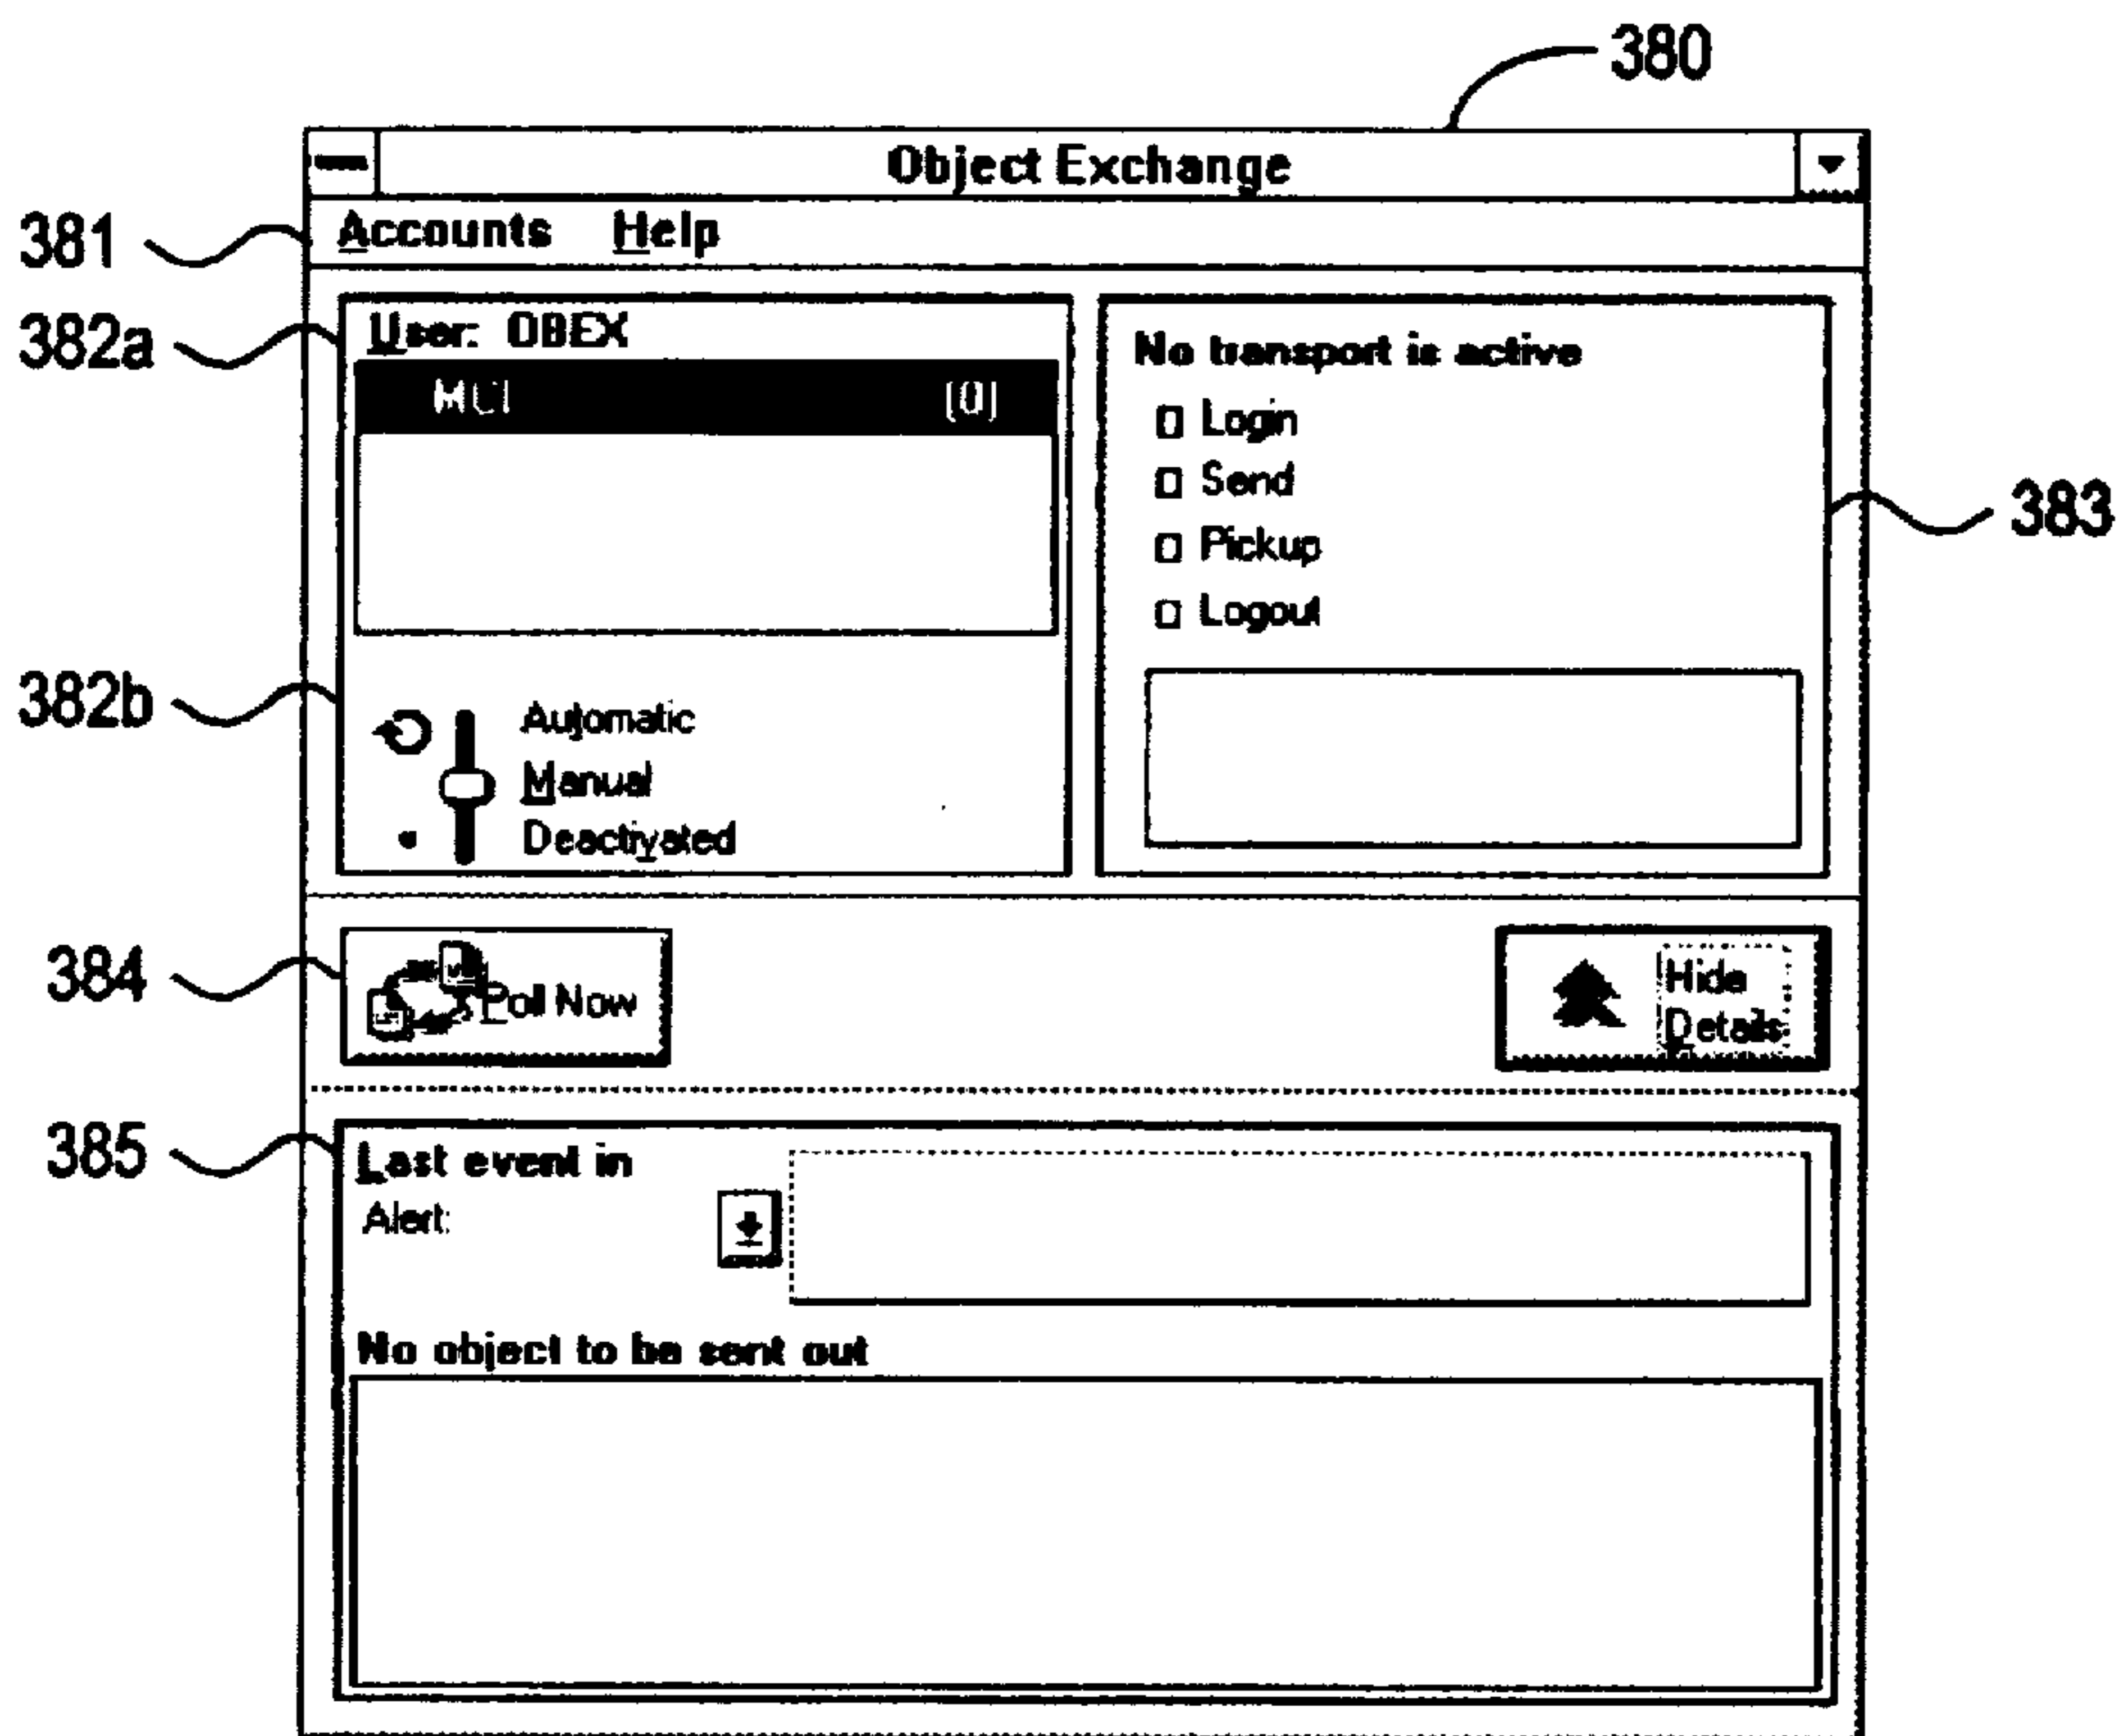 380
Object Exchange
381
Accounts Help
382a
User: OBEX
MCI (0)
No transport is active
Login
Send
Pickup
Logout
383
382b
Automatic
Manual
Deactivated
384
Poll Now
Hide
Details
385
Last event in
Alert:
No object to be sent out